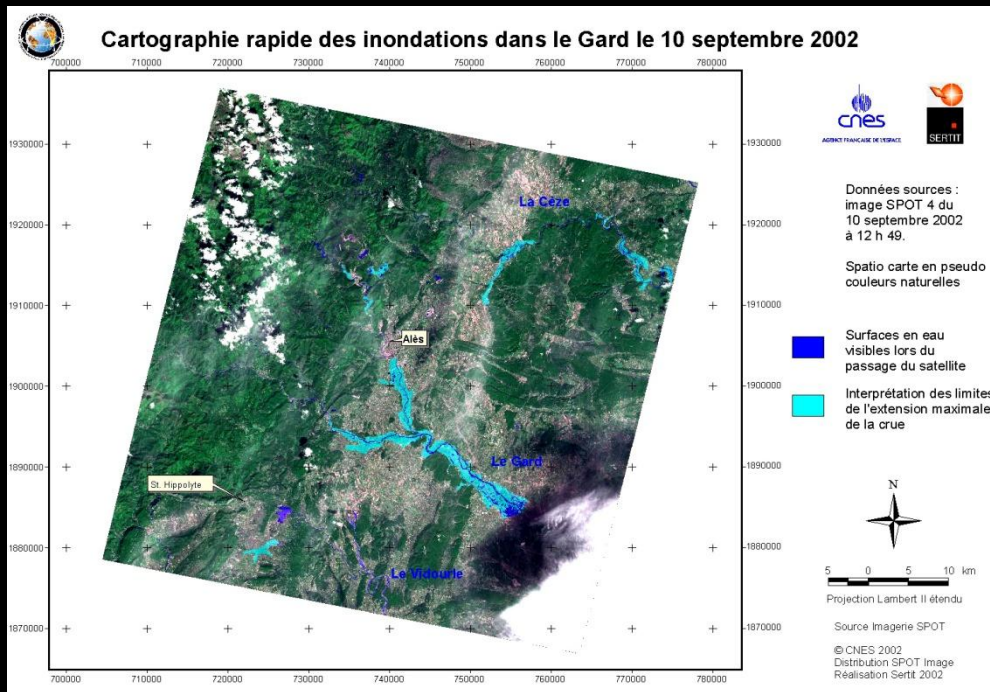 Cartographie rapide des inondations dans le Gard le 10 septembre 2002
700000 710000 720000 730000 740000 750000 760000 770000 780000
cnes
AGENCE FRANÇAISE DE L'ESPACE
SERTIT
1930000 1930000
Données sources :
image SPOT 4 du
10 septembre 2002
à 12 h 49.
La Cèze
1920000 1920000
Spatio carte en pseudo
couleurs naturelles
1910000 1910000
Alès
Surfaces en eau
visibles lors du
passage du satellite
1900000 1900000
Interprétation des limites
de l'extension maximale
de la crue
Le Gard
1890000 1890000
St. Hippolyte
N
1880000 1880000
Le Vidourle
5 0 5 10 km
Projection Lambert II étendu
1870000 1870000
Source Imagerie SPOT
© CNES 2002
Distribution SPOT Image
Réalisation Sertit 2002
700000 710000 720000 730000 740000 750000 760000 770000 780000